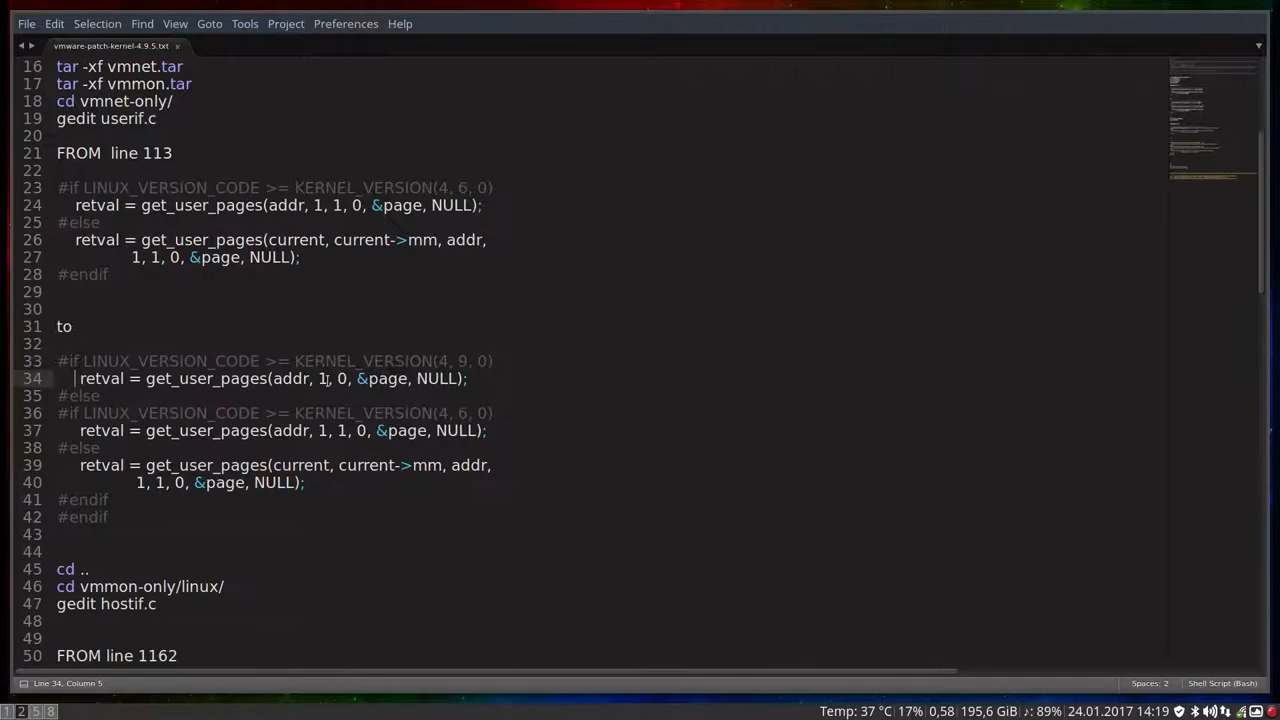 File Edit Selection Find View Goto Tools Project Preferences Help
vmware-patch-kernel-4.9.5.txt
16 tar -xf vmnet.tar
17 tar -xf vmmon.tar
18 cd vmnet-only/
19 gedit userif.c
20
21 FROM  line 113
22
23 #if LINUX_VERSION_CODE >= KERNEL_VERSION(4, 6, 0)
24 retval = get_user_pages(addr, 1, 1, 0, &page, NULL);
25 #else
26 retval = get_user_pages(current, current->mm, addr,
27 1, 1, 0, &page, NULL);
28 #endif
29
30
31 to
32
33 #if LINUX_VERSION_CODE >= KERNEL_VERSION(4, 9, 0)
34 retval = get_user_pages(addr, 1, 0, &page, NULL);
35 #else
36 #if LINUX_VERSION_CODE >= KERNEL_VERSION(4, 6, 0)
37 retval = get_user_pages(addr, 1, 1, 0, &page, NULL);
38 #else
39 retval = get_user_pages(current, current->mm, addr,
40 1, 1, 0, &page, NULL);
41 #endif
42 #endif
43
44
45 cd ..
46 cd vmmon-only/linux/
47 gedit hostif.c
48
49
50 FROM line 1162
Line 34, Column 5 Spaces: 2 Shell Script (Bash)
1 2 5 8 Temp: 37 °C | 17% | 0,58 | 195,6 GiB | ♪: 89% | 24.01.2017 14:19